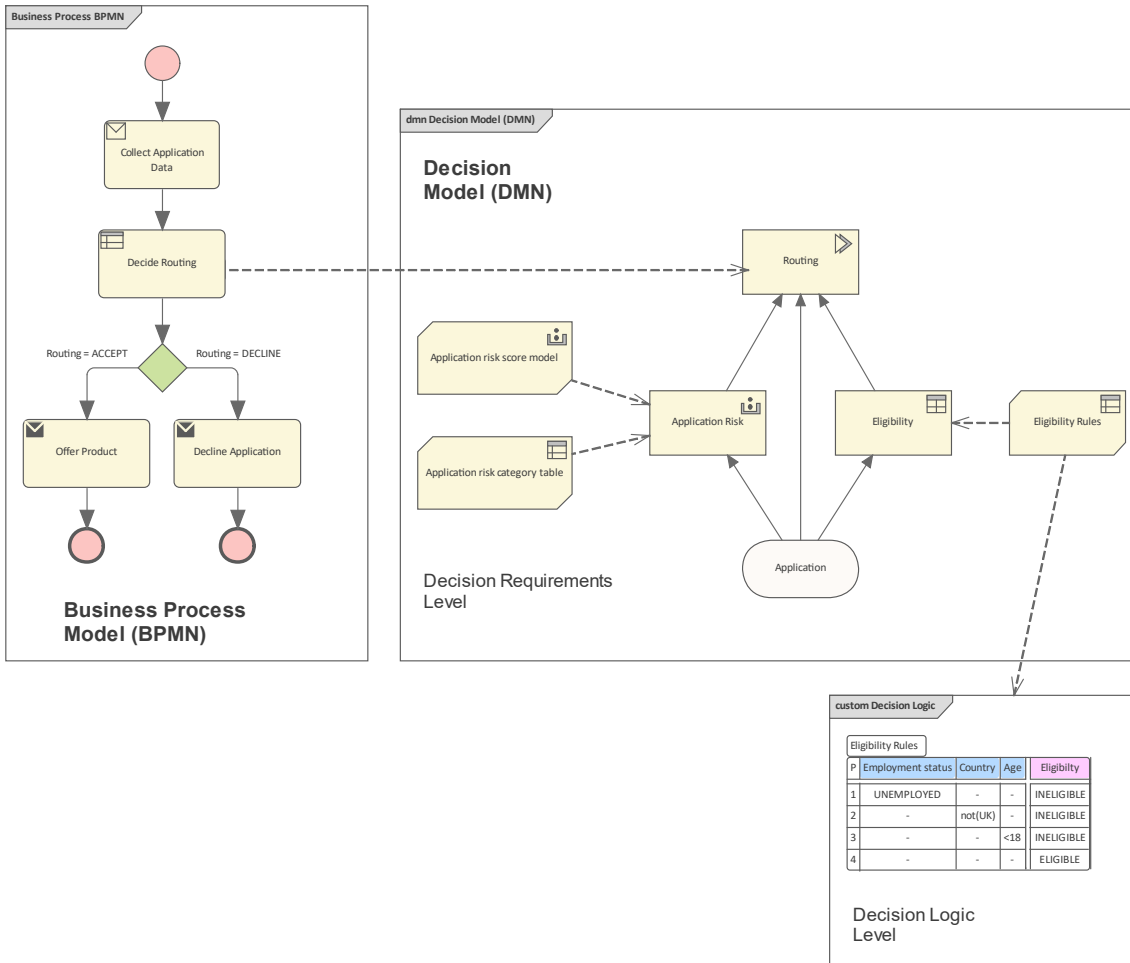 Business Process BPMN
Collect Application
Data
Decide Routing
Routing = ACCEPT
Routing = DECLINE
Offer Product
Decline Application
Business Process
Model (BPMN)
dmn Decision Model (DMN)
Decision
Model (DMN)
Routing
Application risk score model
Application Risk
Eligibility
Eligibility Rules
Application risk category table
Application
Decision Requirements
Level
custom Decision Logic
Eligibility Rules
P Employment status Country Age Eligibilty
1 UNEMPLOYED - - INELIGIBLE
2 - not(UK) - INELIGIBLE
3 - - <18 INELIGIBLE
4 - - - ELIGIBLE
Decision Logic
Level